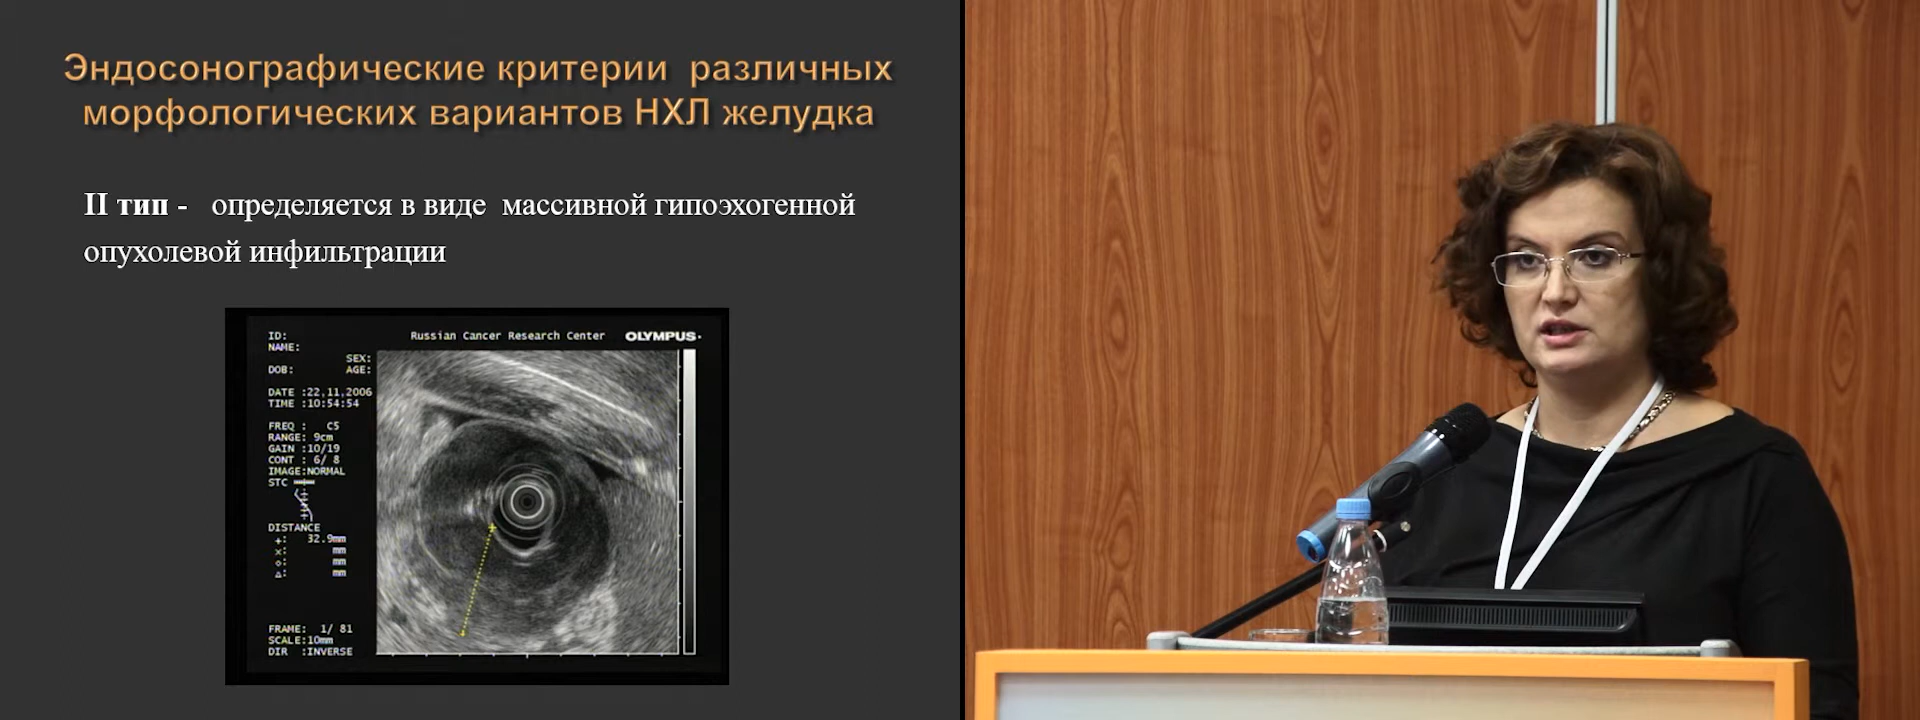 Эндосонографические критерии различных
морфологических вариантов НХЛ желудка
II тип - определяется в виде массивной гипоэхогенной
опухолевой инфильтрации
ID:
Russian Cancer Research Center
OLYMPUS
NAME:
SEX:
DOB: AGE:
DATE :22.11.2006
TIME :10:54:54
FREQ : C5
RANGE: 9cm
GAIN :10/19
CONT : 6/ 8
IMAGE:NORMAL
STC
DISTANCE
+: 32.9mm
×: mm
◇: mm
△: mm
FRAME: 1/ 81
SCALE:10mm
DIR :INVERSE